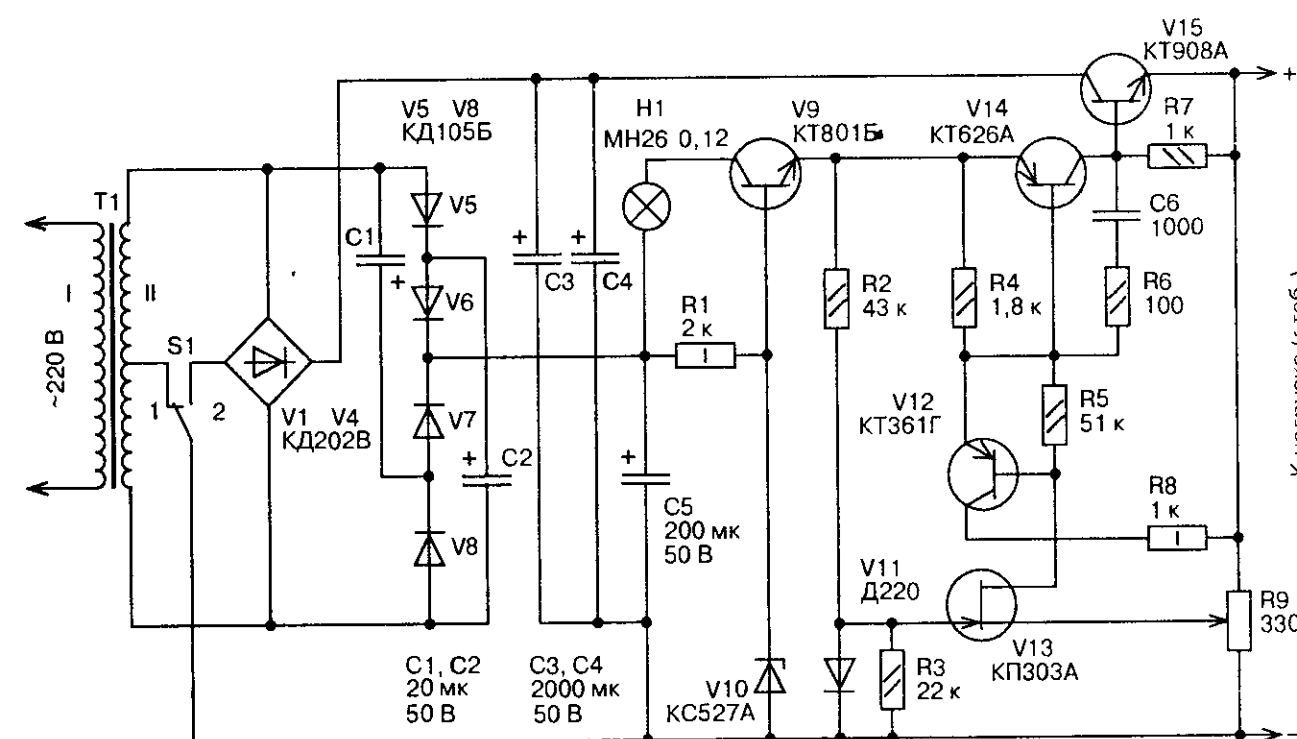 V15
КТ908А
+
V5 V8
КД105Б
H1
МН26 0,12
V9
КТ801Б
V14
КТ626А
R7
1 к
T1
I
II
~220 В
C1
+
V5
V6
V7
V8
+
C3
+
C4
R1
2 к
R2
43 к
R4
1,8 к
C6
1000
R6
100
S1
1
2
V1 V4
КД202В
+
C2
+
C5
200 мк
50 В
V12
КТ361Г
R5
51 к
R8
1 к
V11
Д220
V13
КП303А
R9
330
C1, C2
20 мк
50 В
C3, C4
2000 мк
50 В
V10
КС527А
R3
22 к
−